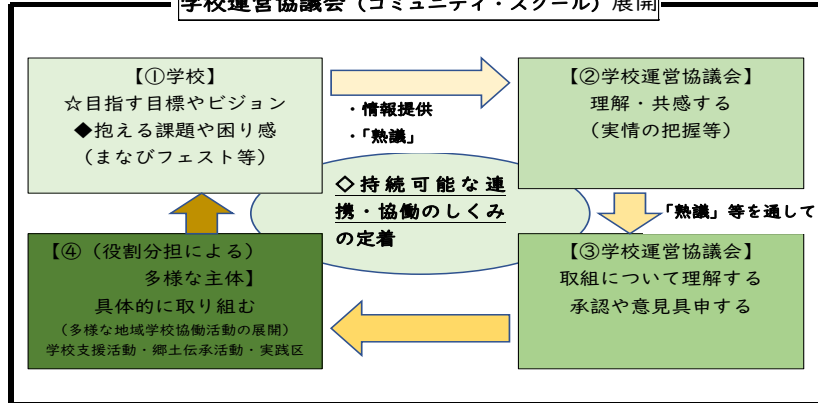 学校運営協議会（コミュニティ・スクール）展開
【①学校】
☆目指す目標やビジョン
◆抱える課題や困り感
（まなびフェスト等）
・情報提供
・「熟議」
【②学校運営協議会】
理解・共感する
（実情の把握等）
◇持続可能な連
携・協働のしくみ
の定着
「熟議」等を通して
【③学校運営協議会】
取組について理解する
承認や意見具申する
【④（役割分担による）
多様な主体】
具体的に取り組む
（多様な地域学校協働活動の展開）
学校支援活動・郷土伝承活動・実践区